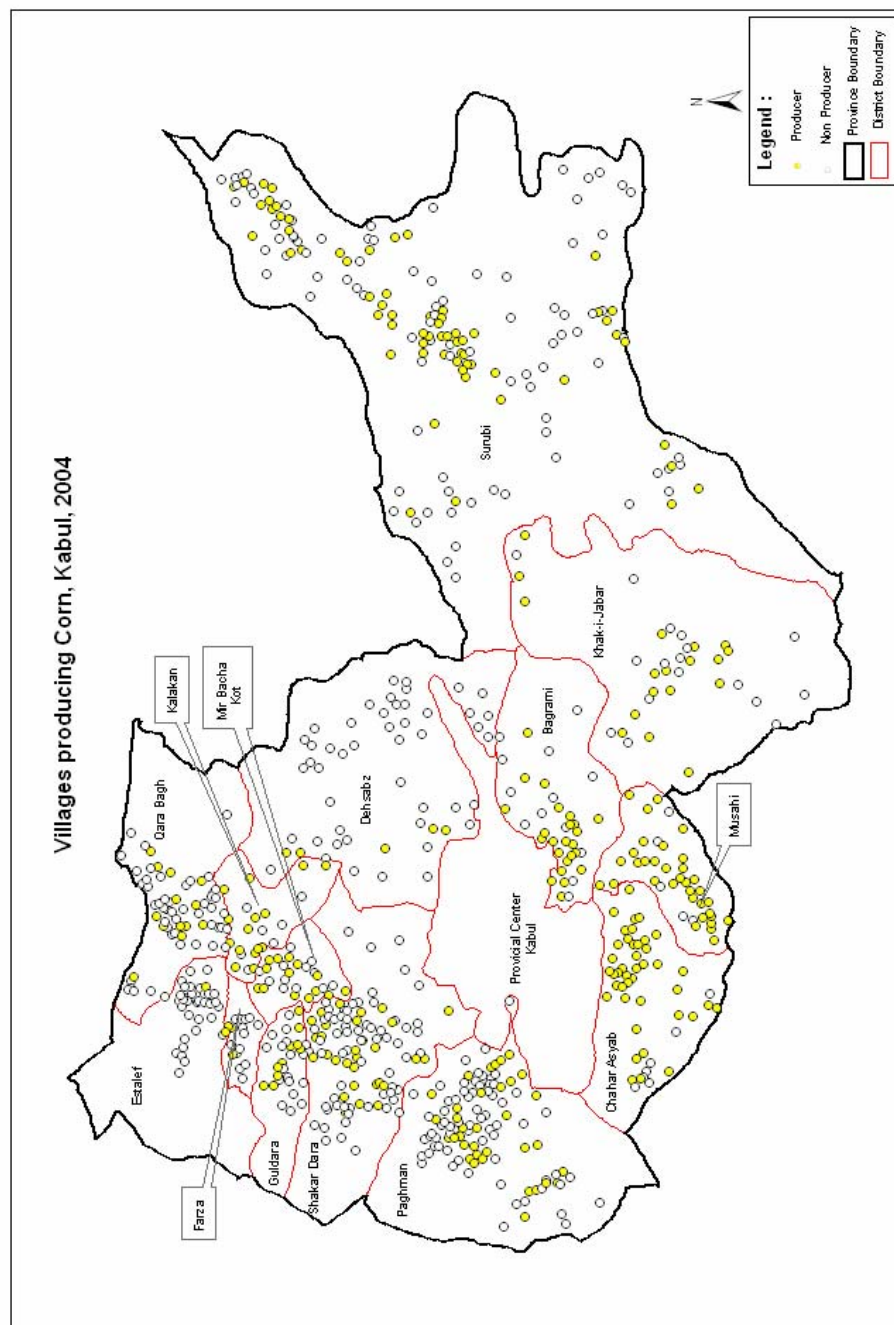 Villages producing Corn, Kabul, 2004
Estalef
Qara Bagh
Kalakan
Mir Bacha
Kot
Farza
Guldara
Shakar Dara
Dehsabz
Paghman
Provicial Center
Kabul
Bagrami
Surubi
Khak-i-Jabar
Chahar Asyab
Musahi
N
Legend :
Producer
Non Producer
Province Boundary
District Boundary